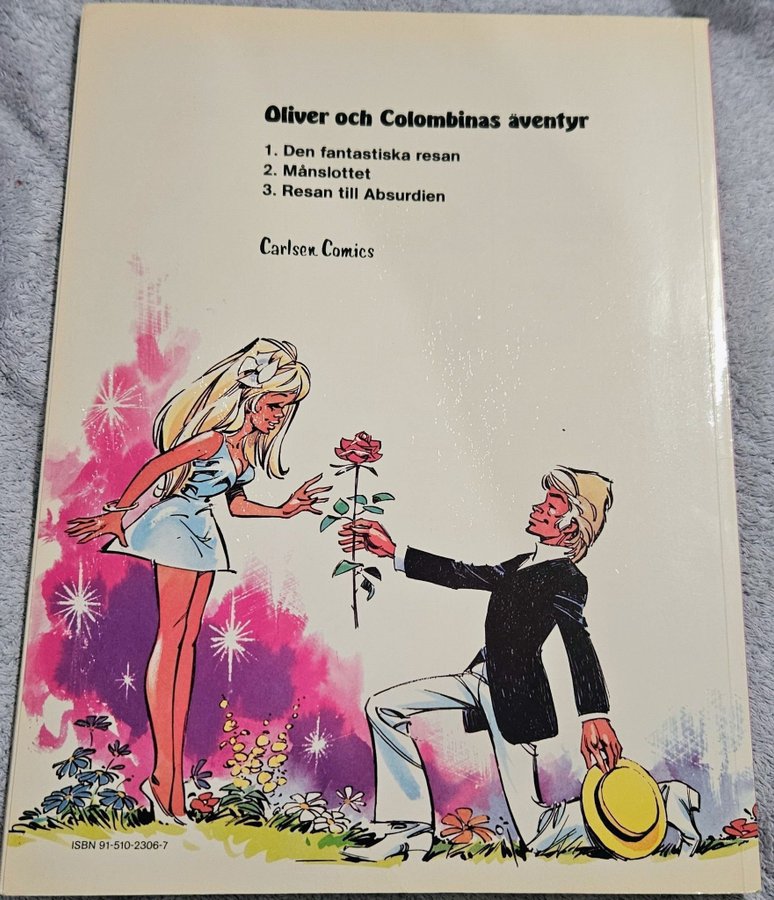 Oliver och Colombinas äventyr
1. Den fantastiska resan
2. Månslottet
3. Resan till Absurdien
Carlsen Comics
ISBN 91-510-2306-7